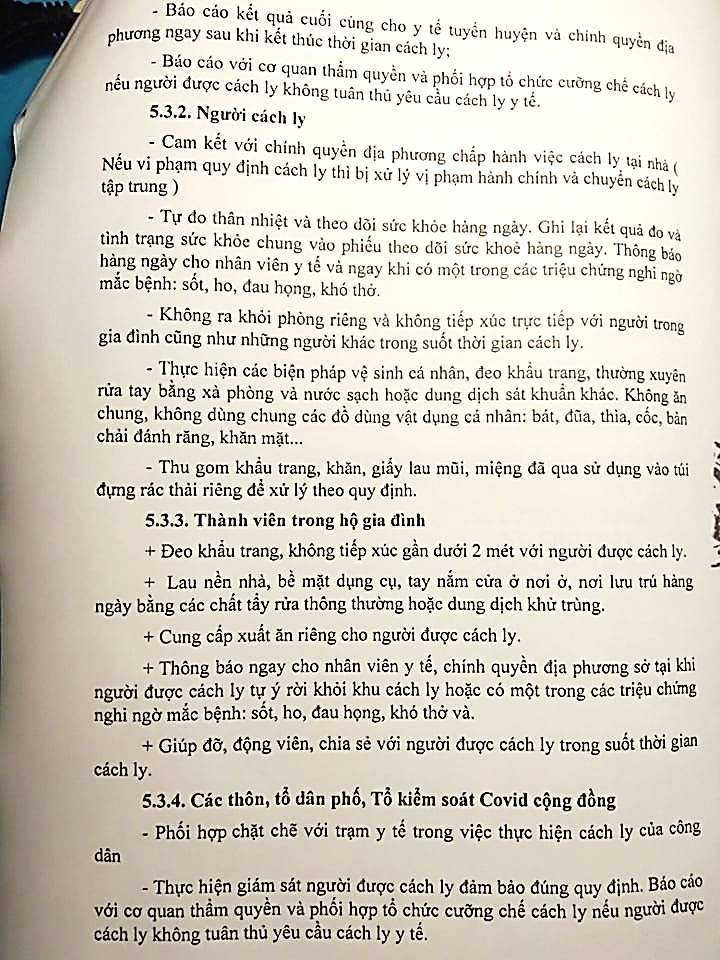 - Báo cáo kết quả cuối cùng cho y tế tuyến huyện và chính quyền địa
phương ngay sau khi kết thúc thời gian cách ly;
- Báo cáo với cơ quan thẩm quyền và phối hợp tổ chức cưỡng chế cách ly
nếu người được cách ly không tuân thủ yêu cầu cách ly y tế.
5.3.2. Người cách ly
- Cam kết với chính quyền địa phương chấp hành việc cách ly tại nhà (
Nếu vi phạm quy định cách ly thì bị xử lý vị phạm hành chính và chuyển cách ly
tập trung )
- Tự đo thân nhiệt và theo dõi sức khỏe hàng ngày. Ghi lại kết quả đo và
tình trạng sức khỏe chung vào phiếu theo dõi sức khoẻ hàng ngày. Thông báo
hàng ngày cho nhân viên y tế và ngay khi có một trong các triệu chứng nghi ngờ
mắc bệnh: sốt, ho, đau họng, khó thở.
- Không ra khỏi phòng riêng và không tiếp xúc trực tiếp với người trong
gia đình cũng như những người khác trong suốt thời gian cách ly.
- Thực hiện các biện pháp vệ sinh cá nhân, đeo khẩu trang, thường xuyên
rửa tay bằng xà phòng và nước sạch hoặc dung dịch sát khuẩn khác. Không ăn
chung, không dùng chung các đồ dùng vật dụng cá nhân: bát, đũa, thìa, cốc, bàn
chải đánh răng, khăn mặt...
- Thu gom khẩu trang, khăn, giấy lau mũi, miệng đã qua sử dụng vào túi
đựng rác thải riêng để xử lý theo quy định.
5.3.3. Thành viên trong hộ gia đình
+ Đeo khẩu trang, không tiếp xúc gần dưới 2 mét với người được cách ly.
+ Lau nền nhà, bề mặt dụng cụ, tay nắm cửa ở nơi ở, nơi lưu trú hàng
ngày bằng các chất tẩy rửa thông thường hoặc dung dịch khử trùng.
+ Cung cấp xuất ăn riêng cho người được cách ly.
+ Thông báo ngay cho nhân viên y tế, chính quyền địa phương sở tại khi
người được cách ly tự ý rời khỏi khu cách ly hoặc có một trong các triệu chứng
nghi ngờ mắc bệnh: sốt, ho, đau họng, khó thở và.
+ Giúp đỡ, động viên, chia sẻ với người được cách ly trong suốt thời gian
cách ly.
5.3.4. Các thôn, tổ dân phố, Tổ kiểm soát Covid cộng đồng
- Phối hợp chặt chẽ với trạm y tế trong việc thực hiện cách ly của công
dân
- Thực hiện giám sát người được cách ly đảm bảo đúng quy định. Báo cáo
với cơ quan thẩm quyền và phối hợp tổ chức cưỡng chế cách ly nếu người được
cách ly không tuân thủ yêu cầu cách ly y tế.